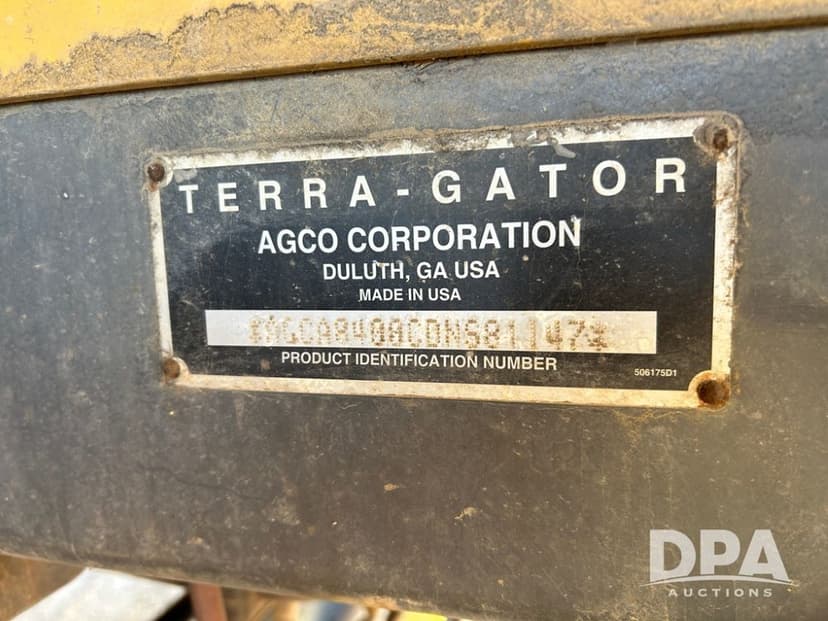 TERRA-GATOR
AGCO CORPORATION
DULUTH, GA USA
MADE IN USA
PRODUCT IDENTIFICATION NUMBER
506175D1
DPA
AUCTIONS